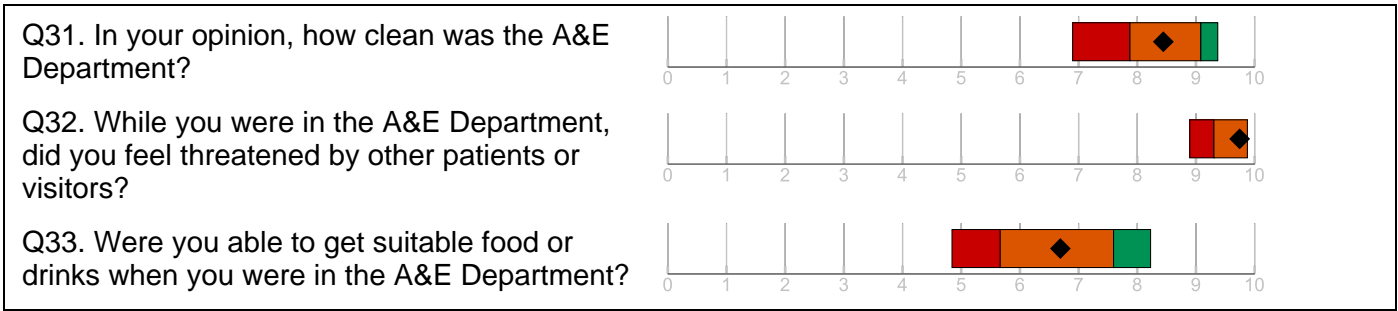 Q31. In your opinion, how clean was the A&E
Department?
0 1 2 3 4 5 6 7 8 9 10
Q32. While you were in the A&E Department,
did you feel threatened by other patients or
visitors?
0 1 2 3 4 5 6 7 8 9 10
Q33. Were you able to get suitable food or
drinks when you were in the A&E Department?
0 1 2 3 4 5 6 7 8 9 10